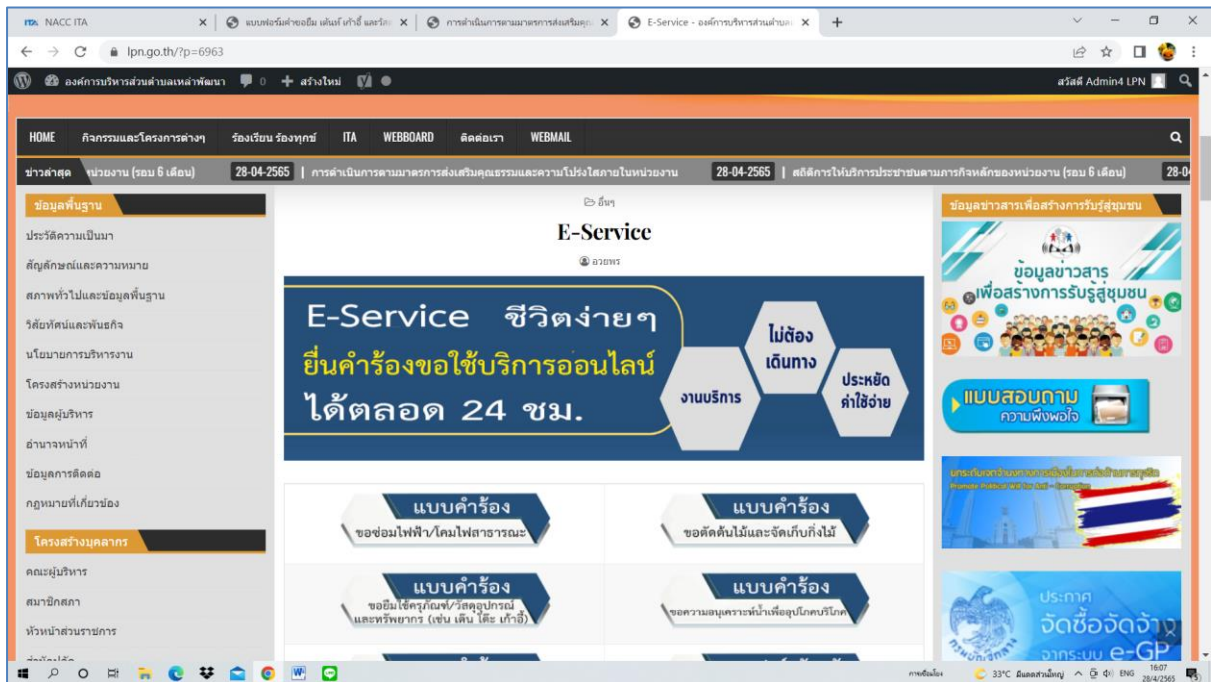 NACC ITA
แบบฟอร์มคำขอยืม เต้นท์ เก้าอี้ และวัส
การดำเนินการตามมาตรการส่งเสริมคุณ
E-Service - องค์การบริหารส่วนตำบล
lpn.go.th/?p=6963
องค์การบริหารส่วนตำบลเหล่าพัฒนา 0 + สร้างใหม่
สวัสดี Admin4 LPN
HOME กิจกรรมและโครงการต่างๆ ร้องเรียน ร้องทุกข์ ITA WEBBOARD ติดต่อเรา WEBMAIL
ข่าวล่าสุด หน่วยงาน (รอบ 6 เดือน) 28-04-2565 | การดำเนินการตามมาตรการส่งเสริมคุณธรรมและความโปร่งใสภายในหน่วยงาน 28-04-2565 | สถิติการให้บริการประชาชนตามภารกิจหลักของหน่วยงาน (รอบ 6 เดือน) 28-0
ข้อมูลพื้นฐาน
ประวัติความเป็นมา
สัญลักษณ์และความหมาย
สภาพทั่วไปและข้อมูลพื้นฐาน
วิสัยทัศน์และพันธกิจ
นโยบายการบริหารงาน
โครงสร้างหน่วยงาน
ข้อมูลผู้บริหาร
อำนาจหน้าที่
ข้อมูลการติดต่อ
กฎหมายที่เกี่ยวข้อง
โครงสร้างบุคลากร
คณะผู้บริหาร
สมาชิกสภา
หัวหน้าส่วนราชการ
อื่นๆ
E-Service
อวยพร
E-Service ชีวิตง่ายๆ
ยื่นคำร้องขอใช้บริการออนไลน์
ได้ตลอด 24 ชม.
งานบริการ
ไม่ต้อง
เดินทาง
ประหยัด
ค่าใช้จ่าย
แบบคำร้อง
ขอซ่อมไฟฟ้า/โคมไฟสาธารณะ
แบบคำร้อง
ขอตัดต้นไม้และจัดเก็บกิ่งไม้
แบบคำร้อง
ขอยืมใช้ครุภัณฑ์/วัสดุอุปกรณ์
และทรัพยากร (เช่น เต็น โต๊ะ เก้าอี้)
แบบคำร้อง
ขอความอนุเคราะห์น้ำเพื่ออุปโภคบริโภค
ข้อมูลข่าวสารเพื่อสร้างการรับรู้สู่ชุมชน
ข้อมูลข่าวสาร
เพื่อสร้างการรับรู้สู่ชุมชน
แบบสอบถาม
ความพึงพอใจ
ประกาศ
จัดซื้อจัดจ้าง
จากระบบ e-GP
33°C มีแดดส่วนใหญ่ ENG 16:07
28/4/2565